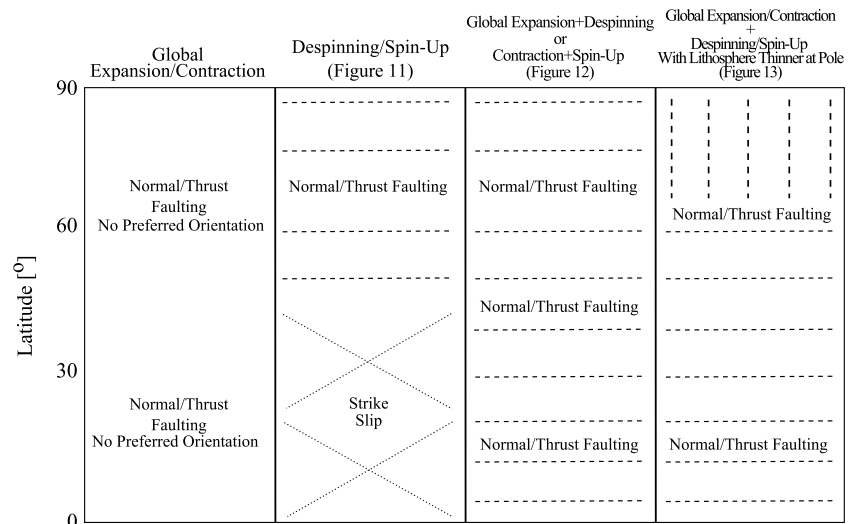 Global
Expansion/Contraction
Despinning/Spin-Up
(Figure 11)
Global Expansion+Despinning
or
Contraction+Spin-Up
(Figure 12)
Global Expansion/Contraction
+
Despinning/Spin-Up
With Lithosphere Thinner at Pole
(Figure 13)
Latitude [o]
90
60
30
0
Normal/Thrust
Faulting
No Preferred Orientation
Normal/Thrust
Faulting
No Preferred Orientation
Normal/Thrust Faulting
Strike
Slip
Normal/Thrust Faulting
Normal/Thrust Faulting
Normal/Thrust Faulting
Normal/Thrust Faulting
Normal/Thrust Faulting